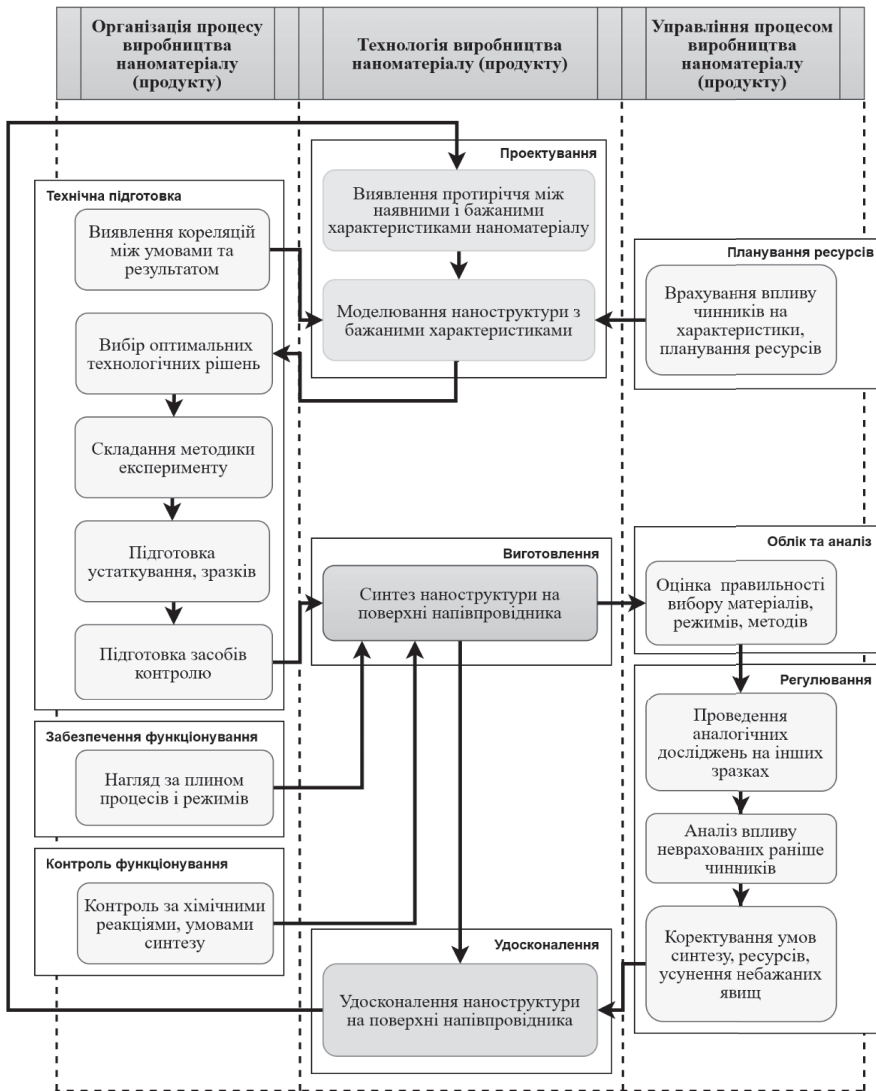 Організація процесу
виробництва
наноматеріалу
(продукту)
Технологія виробництва
наноматеріалу (продукту)
Управління процесом
виробництва
наноматеріалу
(продукту)
Проектування
Виявлення протиріччя між
наявними і бажаними
характеристиками наноматеріалу
Моделювання наноструктури з
бажаними характеристиками
Технічна підготовка
Виявлення кореляцій
між умовами та
результатом
Вибір оптимальних
технологічних рішень
Складання методики
експерименту
Підготовка
устаткування, зразків
Підготовка засобів
контролю
Планування ресурсів
Врахування впливу
чинників на
характеристики,
планування ресурсів
Виготовлення
Синтез наноструктури на
поверхні напівпровідника
Облік та аналіз
Оцінка правильності
вибору матеріалів,
режимів, методів
Регулювання
Проведення
аналогічних
досліджень на інших
зразках
Аналіз впливу
неврахованих раніше
чинників
Коректування умов
синтезу, ресурсів,
усунення небажаних
явищ
Забезпечення функціонування
Нагляд за плином
процесів і режимів
Контроль функціонування
Контроль за хімічними
реакціями, умовами
синтезу
Удосконалення
Удосконалення наноструктури
на поверхні напівпровідника